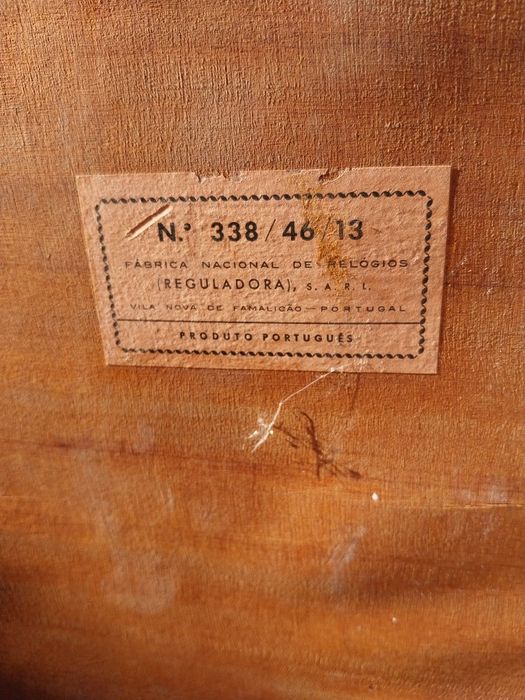 N.º 338/46/13
FÁBRICA NACIONAL DE RELÓGIOS
(REGULADORA), S. A. R. L.
VILA NOVA DE FAMALICÃO — PORTUGAL
PRODUTO PORTUGUÊS